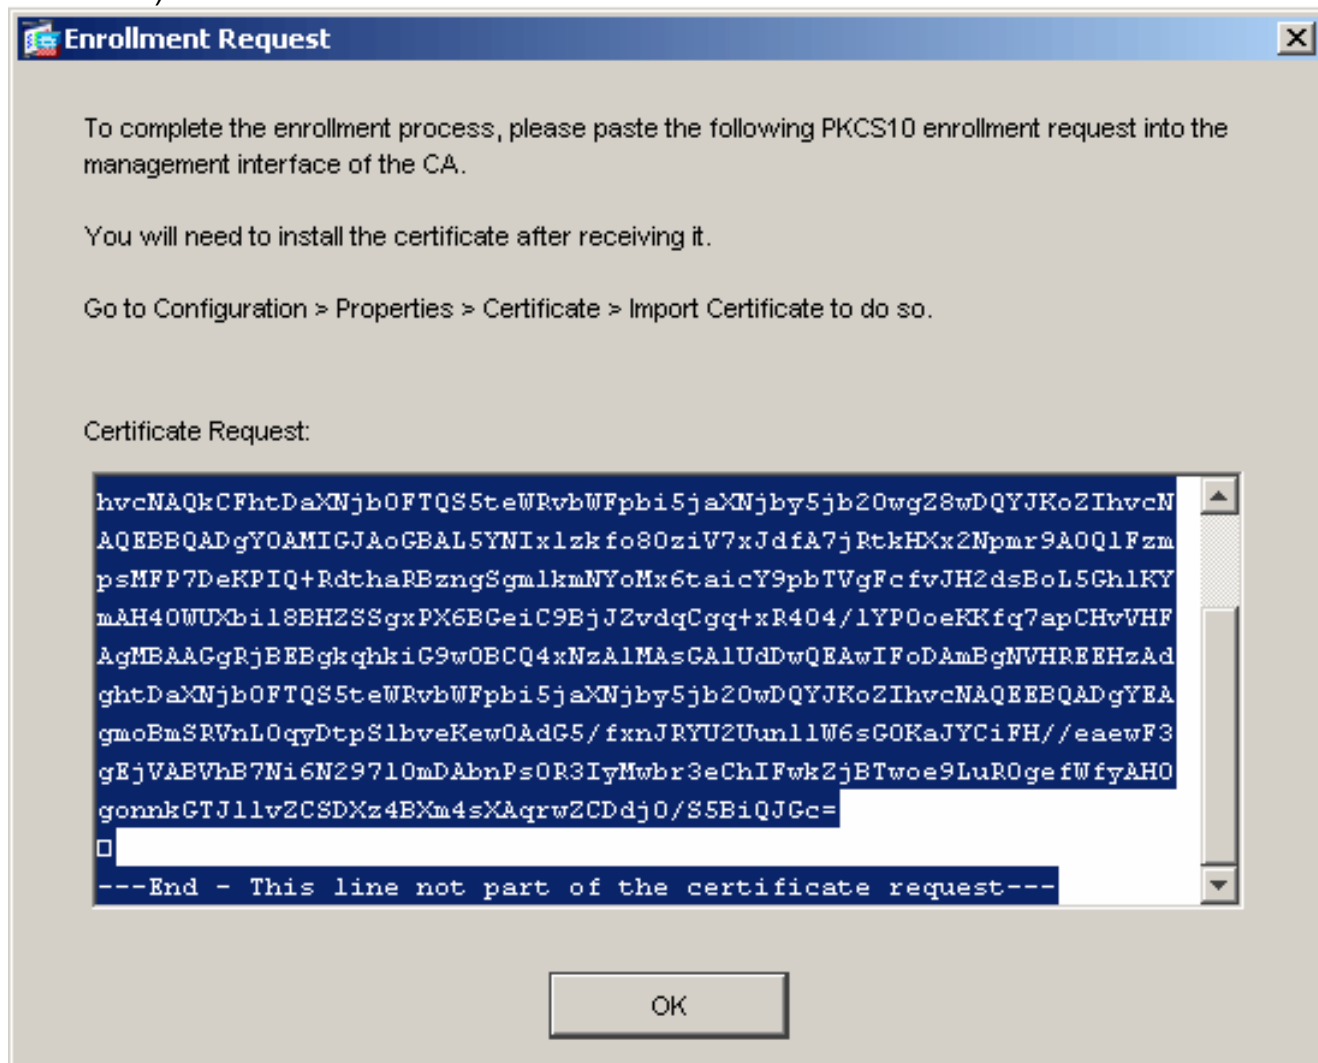 Enrollment Request
To complete the enrollment process, please paste the following PKCS10 enrollment request into the
management interface of the CA.
You will need to install the certificate after receiving it.
Go to Configuration > Properties > Certificate > Import Certificate to do so.
Certificate Request:
hvcNAQkCFhtDaXNjb0FTQS5teWRvbWFpbi5jaXNjby5jb20wgZ8wDQYJKoZIhvcN
AQEBBQADgY0AMIGJAoGBAL5YNIxlzkfo80ziV7xJdfA7jRtkHXx2Npmr9A0QlFzm
psMFP7DeKPIQ+RdthaRBzngSgmlkmNYoMx6taicY9pbTVgFcfvJH2dsBoL5GhlKY
mAH40WUXbil8BHZSSgxPX6BGeiC9BjJZvdqCgq+xR404/lYP0oeKKfq7apCHvVHF
AgMBAAGgRjBEBgkqhkiG9w0BCQ4xNzA1MAsGA1UdDwQEAwIFoDAmBgNVHREEHzAd
ghtDaXNjb0FTQS5teWRvbWFpbi5jaXNjby5jb20wDQYJKoZIhvcNAQEEBQADgYEA
gmoBmSRVnL0qyDtpSlbveKew0AdG5/fxnJRYU2UunllW6sG0KaJYCiFH//eaewF3
gEjVABVhB7Ni6N297l0mDAbnPs0R3IyMwbr3eChIFwkZjBTwoe9LuR0gefWfyAH0
gonnkGTJllvZCSDXz4BXm4sXAqrwZCDdj0/S5BiQJGc=
---End - This line not part of the certificate request---
OK